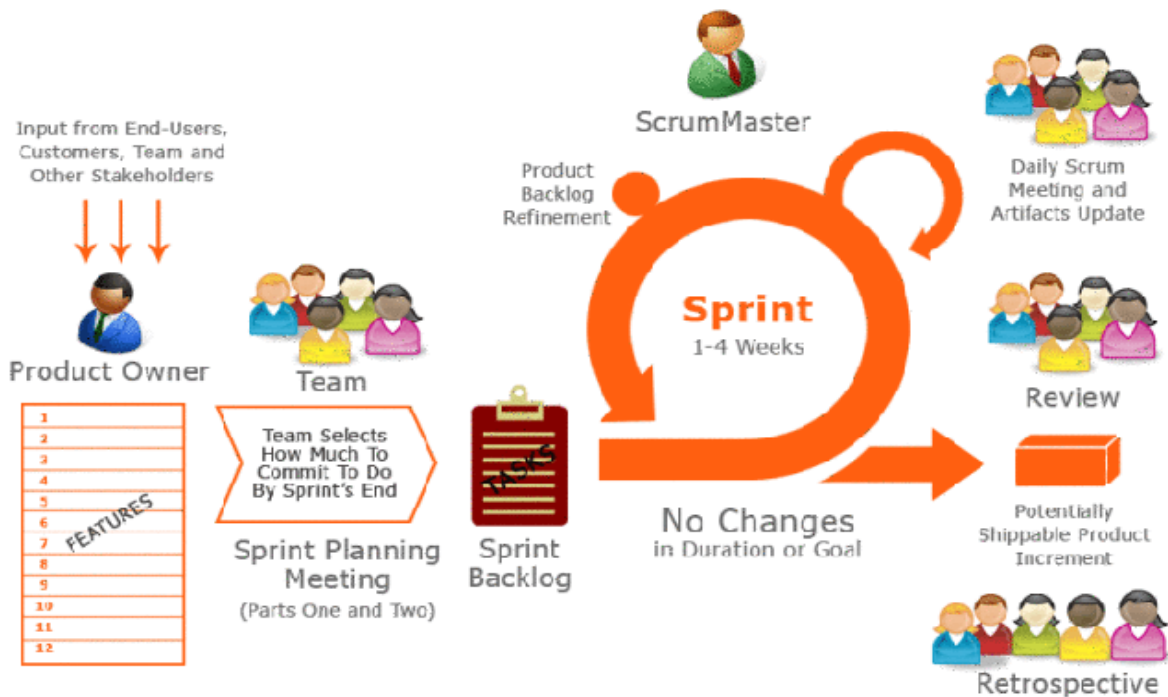 Input from End-Users,
Customers, Team and
Other Stakeholders
Product Owner
1
2
3
4
5
6
7
8
9
10
11
12
FEATURES
Team
Team Selects
How Much To
Commit To Do
By Sprint's End
Sprint Planning
Meeting
(Parts One and Two)
TASKS
Sprint
Backlog
ScrumMaster
Product
Backlog
Refinement
Sprint
1-4 Weeks
No Changes
in Duration or Goal
Daily Scrum
Meeting and
Artifacts Update
Review
Potentially
Shippable Product
Increment
Retrospective